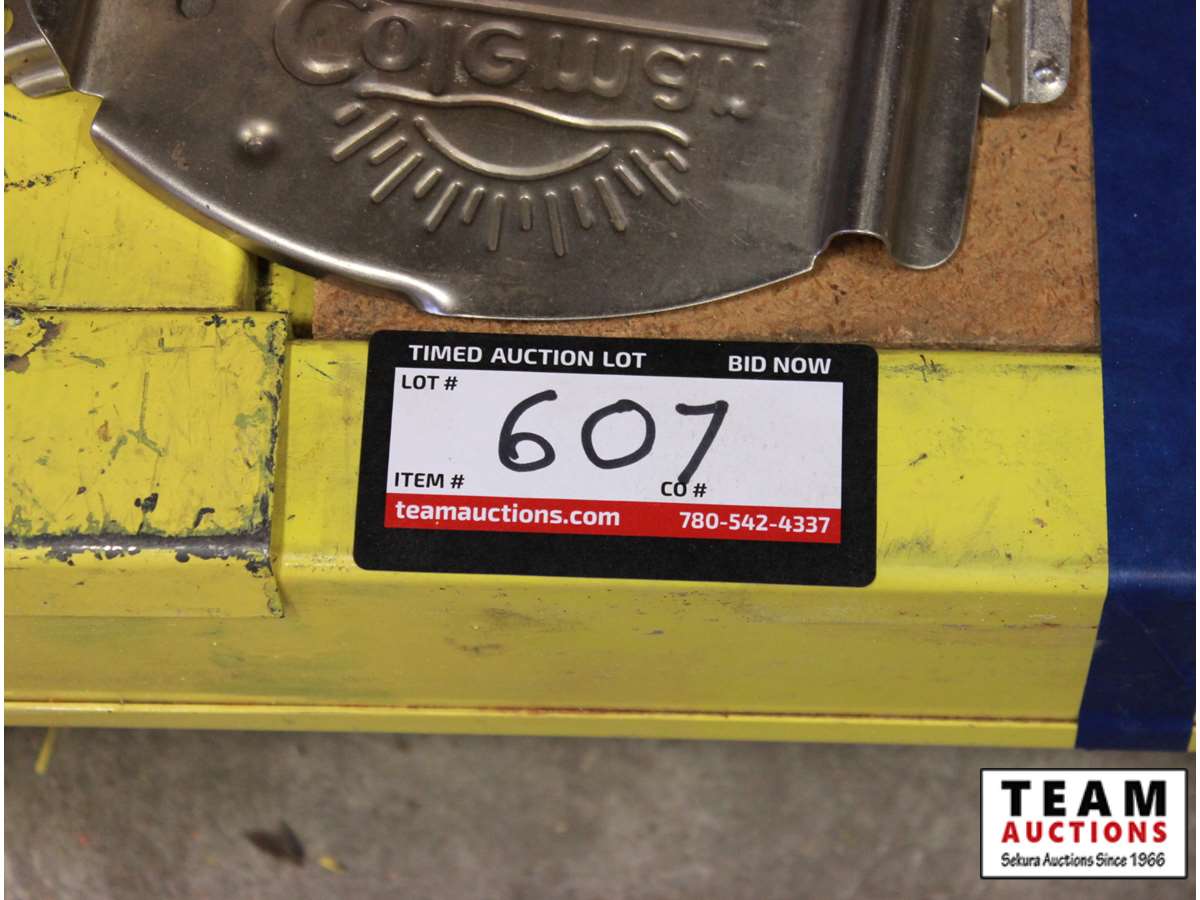 Coleman
TIMED AUCTION LOT BID NOW
LOT # 607
ITEM # CO #
teamauctions.com 780-542-4337
TEAM
AUCTIONS
Sekura Auctions Since 1966